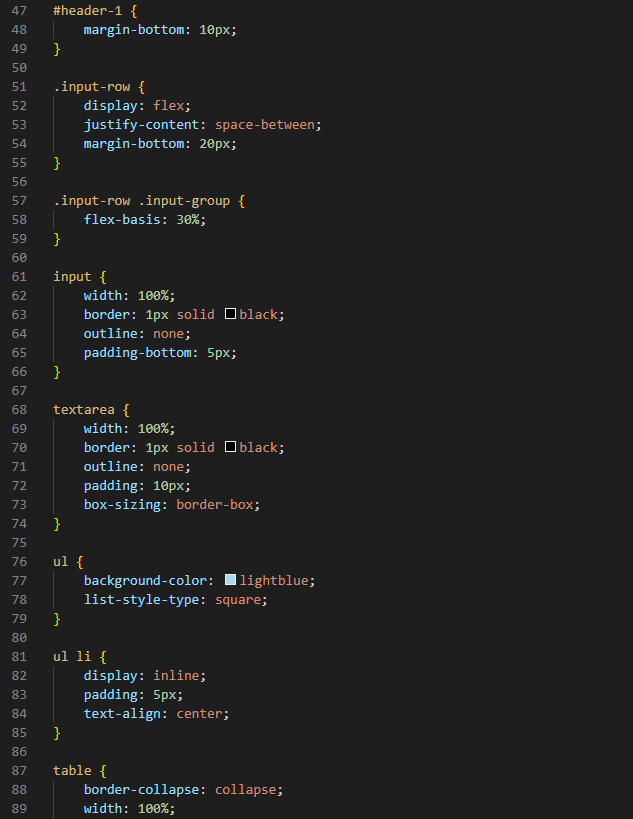 47 #header-1 {
48 margin-bottom: 10px;
49 }
50
51 .input-row {
52 display: flex;
53 justify-content: space-between;
54 margin-bottom: 20px;
55 }
56
57 .input-row .input-group {
58 flex-basis: 30%;
59 }
60
61 input {
62 width: 100%;
63 border: 1px solid black;
64 outline: none;
65 padding-bottom: 5px;
66 }
67
68 textarea {
69 width: 100%;
70 border: 1px solid black;
71 outline: none;
72 padding: 10px;
73 box-sizing: border-box;
74 }
75
76 ul {
77 background-color: lightblue;
78 list-style-type: square;
79 }
80
81 ul li {
82 display: inline;
83 padding: 5px;
84 text-align: center;
85 }
86
87 table {
88 border-collapse: collapse;
89 width: 100%;